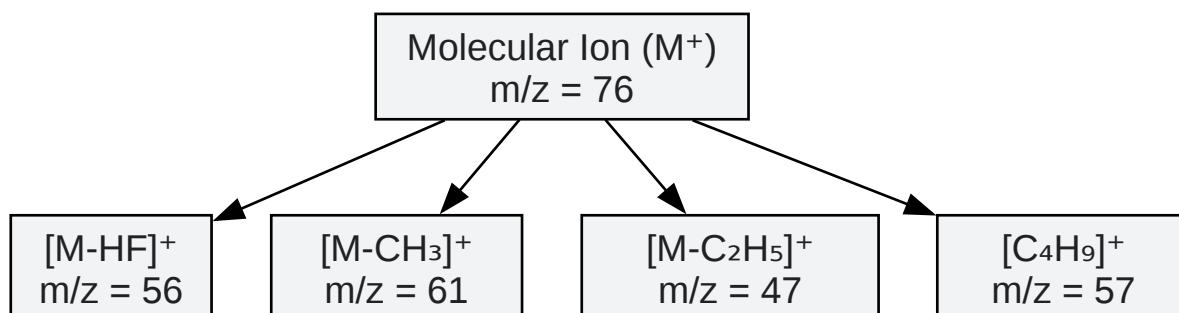 Molecular Ion (M⁺)
m/z = 76
[M-HF]⁺
m/z = 56
[M-CH₃]⁺
m/z = 61
[M-C₂H₅]⁺
m/z = 47
[C₄H₉]⁺
m/z = 57